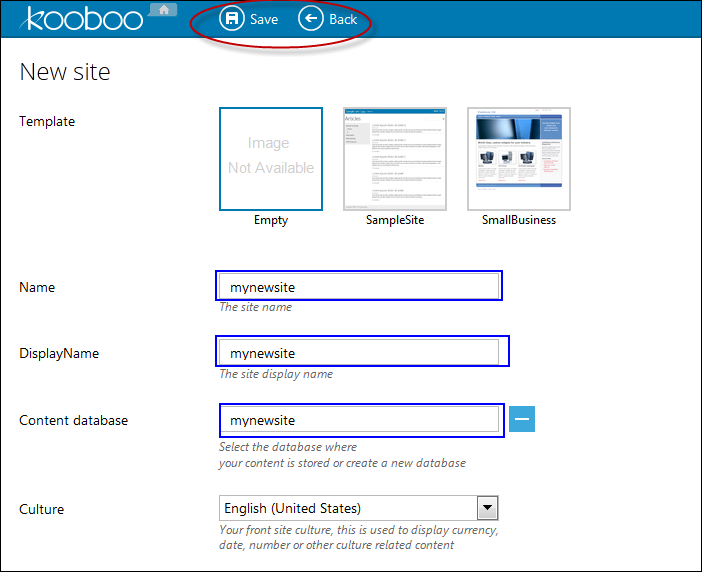 kooboo
Save Back
New site
Template
Image
Not Available
Articles
Empty SampleSite SmallBusiness
Name mynewsite
The site name
DisplayName mynewsite
The site display name
Content database mynewsite
Select the database where
your content is stored or create a new database
Culture English (United States)
Your front site culture, this is used to display currency,
date, number or other culture related content